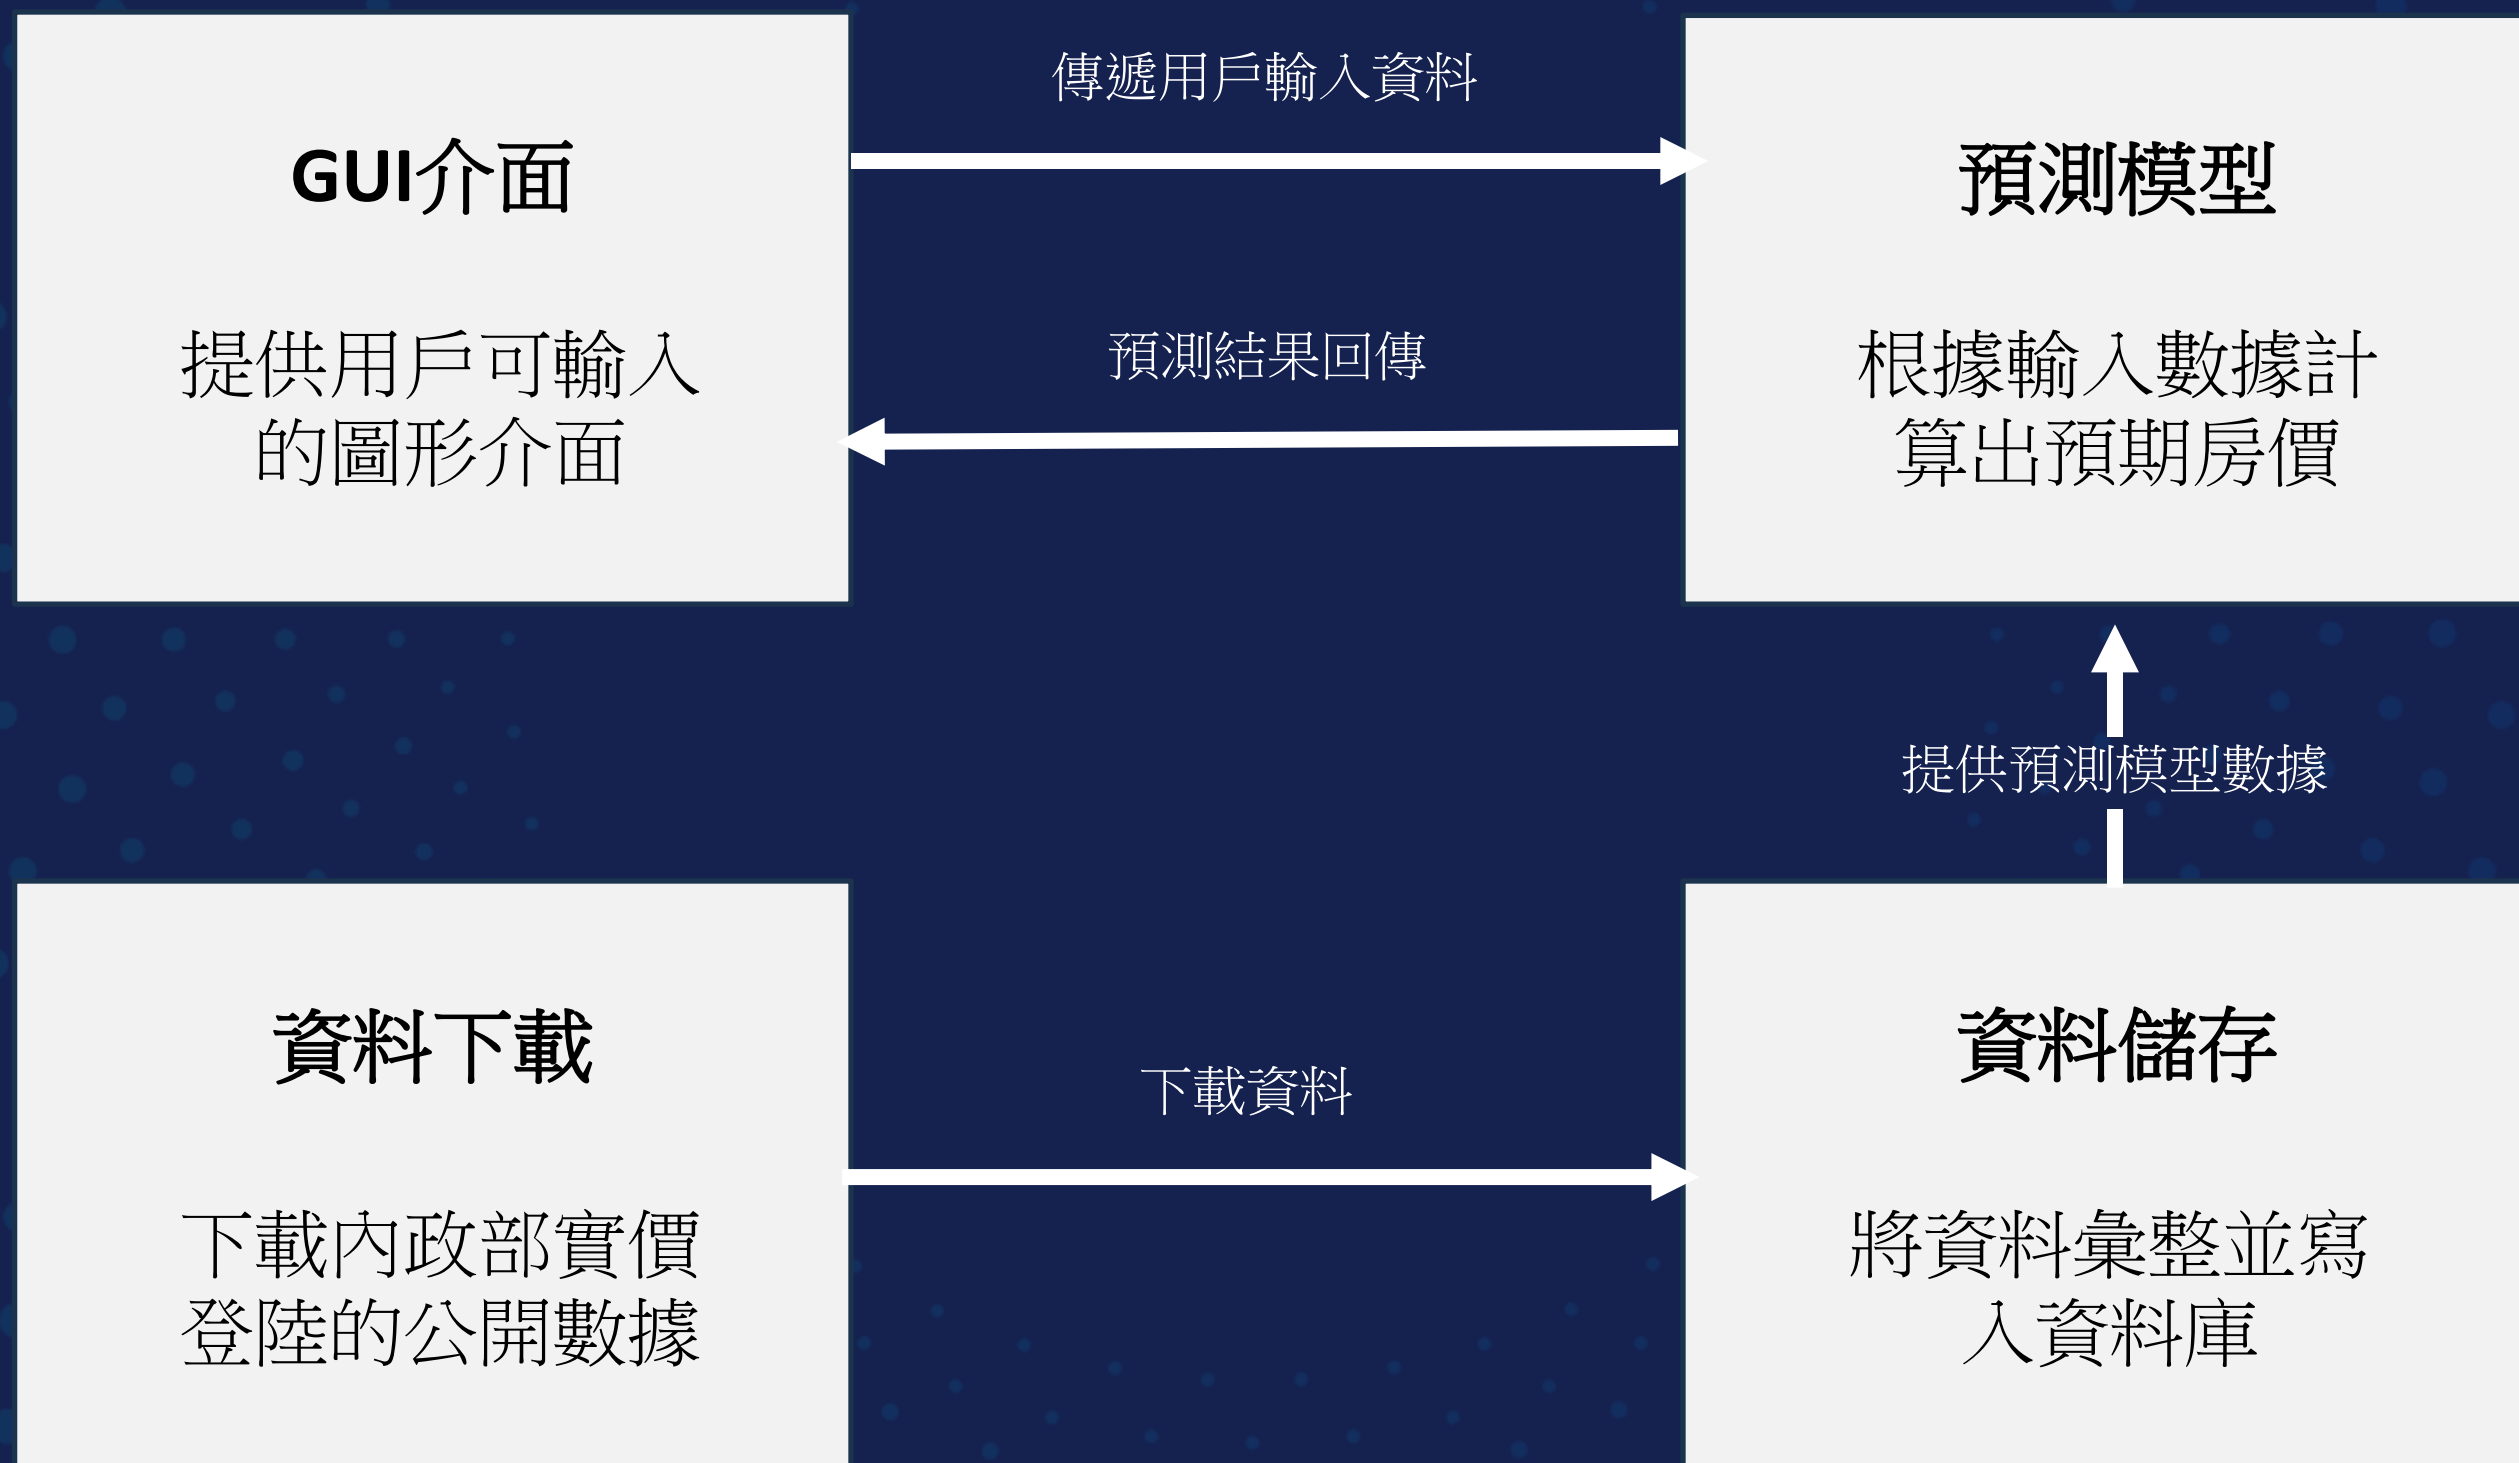 GUI介面
提供用戶可輸入
的圖形介面
傳遞用戶輸入資料
預測結果回傳
預測模型
根據輸入數據計
算出預期房價
提供預測模型數據
資料下載
下載內政部實價
登陸的公開數據
下載資料
資料儲存
將資料彙整並寫
入資料庫